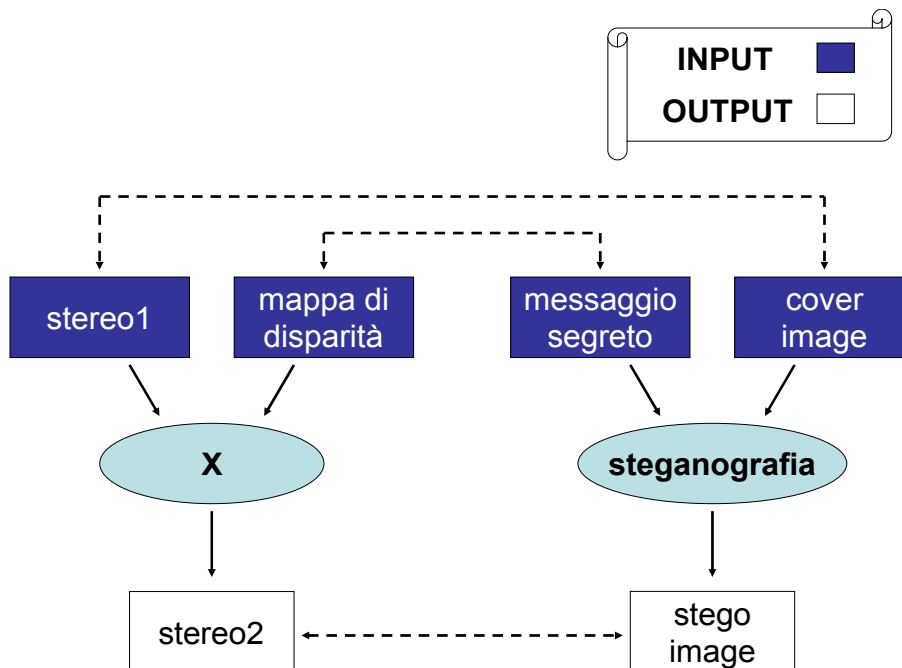 INPUT
OUTPUT
stereo1
mappa di
disparità
messaggio
segreto
cover
image
X
steganografia
stereo2
stego
image